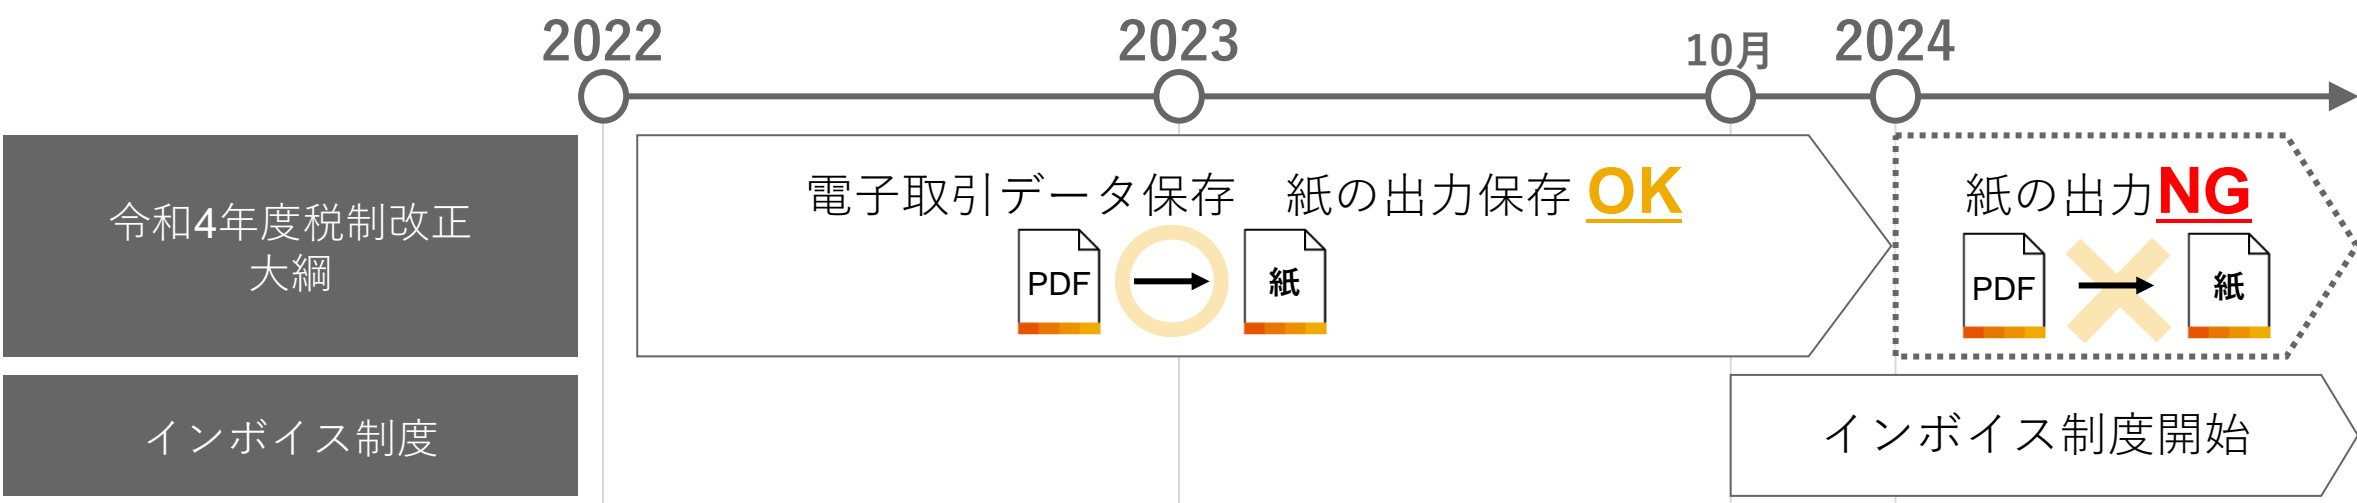 2022
2023
10月
2024
令和4年度税制改正
大綱
電子取引データ保存　紙の出力保存 OK
PDF
紙
紙の出力NG
PDF
紙
インボイス制度
インボイス制度開始